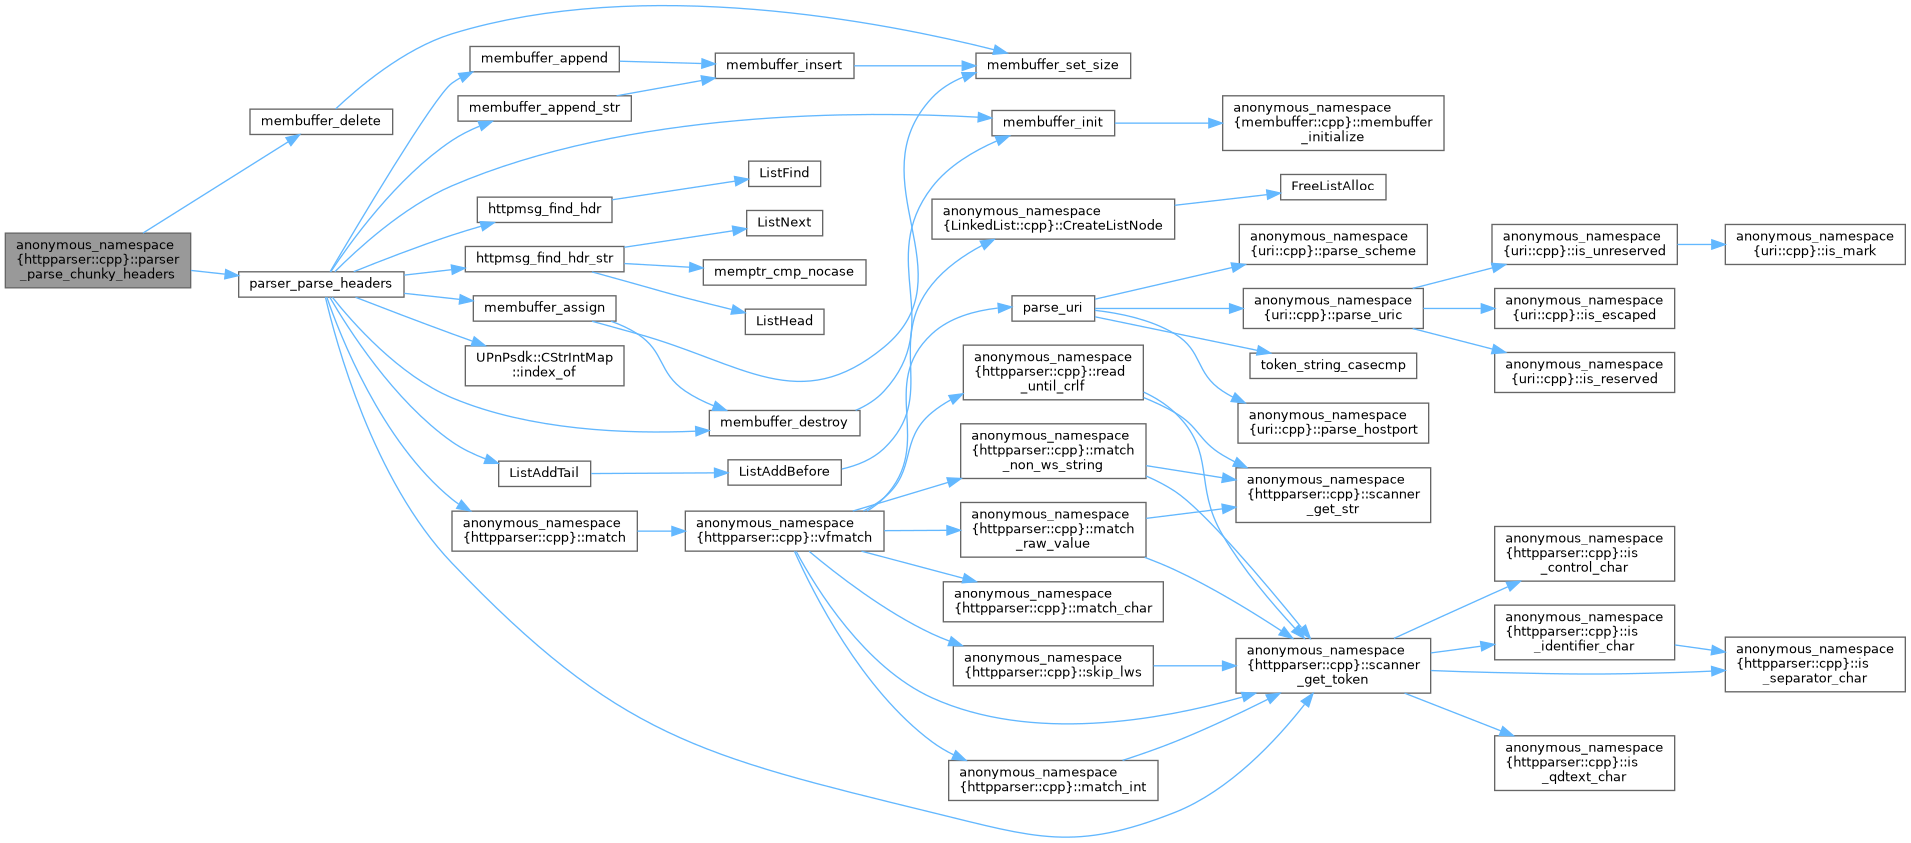 anonymous_namespace
{httpparser::cpp}::parser
_parse_chunky_headers
membuffer_delete
parser_parse_headers
membuffer_append
membuffer_append_str
httpmsg_find_hdr
httpmsg_find_hdr_str
membuffer_assign
UPnPsdk::CStrIntMap
::index_of
ListAddTail
anonymous_namespace
{httpparser::cpp}::match
membuffer_insert
ListFind
ListNext
memptr_cmp_nocase
ListHead
membuffer_destroy
ListAddBefore
anonymous_namespace
{httpparser::cpp}::vfmatch
membuffer_set_size
membuffer_init
anonymous_namespace
{LinkedList::cpp}::CreateListNode
parse_uri
anonymous_namespace
{httpparser::cpp}::read
_until_crlf
anonymous_namespace
{httpparser::cpp}::match
_non_ws_string
anonymous_namespace
{httpparser::cpp}::match
_raw_value
anonymous_namespace
{httpparser::cpp}::match_char
anonymous_namespace
{httpparser::cpp}::skip_lws
anonymous_namespace
{httpparser::cpp}::match_int
anonymous_namespace
{membuffer::cpp}::membuffer
_initialize
FreeListAlloc
anonymous_namespace
{uri::cpp}::parse_scheme
anonymous_namespace
{uri::cpp}::parse_uric
token_string_casecmp
anonymous_namespace
{uri::cpp}::parse_hostport
anonymous_namespace
{httpparser::cpp}::scanner
_get_str
anonymous_namespace
{httpparser::cpp}::scanner
_get_token
anonymous_namespace
{uri::cpp}::is_unreserved
anonymous_namespace
{uri::cpp}::is_escaped
anonymous_namespace
{uri::cpp}::is_reserved
anonymous_namespace
{httpparser::cpp}::is
_control_char
anonymous_namespace
{httpparser::cpp}::is
_identifier_char
anonymous_namespace
{httpparser::cpp}::is
_qdtext_char
anonymous_namespace
{uri::cpp}::is_mark
anonymous_namespace
{httpparser::cpp}::is
_separator_char